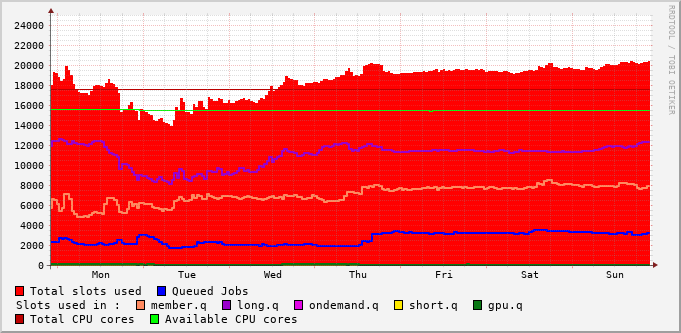 RRDTOOL / TOBI OETIKER
24000
22000
20000
18000
16000
14000
12000
10000
8000
6000
4000
2000
0
Mon Tue Wed Thu Fri Sat Sun
Total slots used Queued Jobs
Slots used in : member.q long.q ondemand.q short.q gpu.q
Total CPU cores Available CPU cores